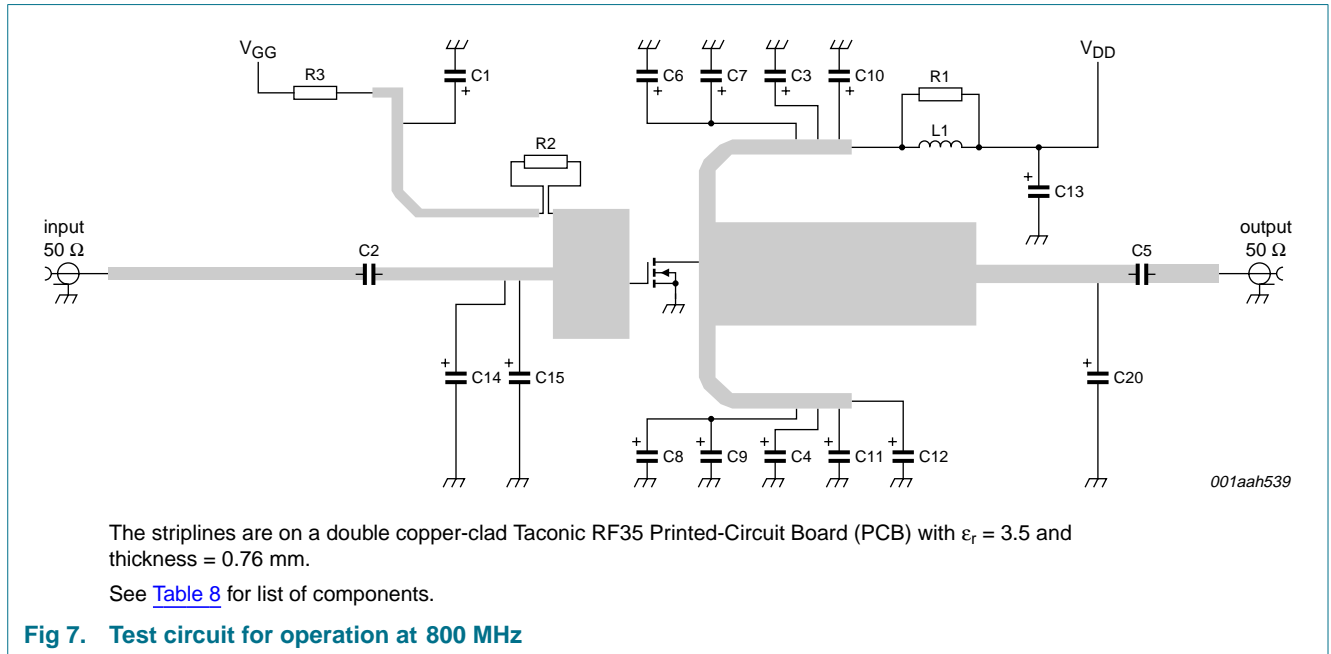 VGG
R3
C1
C6
C7
C3
C10
R1
L1
VDD
C13
R2
input
50 Ω
C2
C14
C15
C5
output
50 Ω
C20
C8
C9
C4
C11
C12
+
+
+
+
+
+
+
+
+
+
+
+
+
+
001aah539
The striplines are on a double copper-clad Taconic RF35 Printed-Circuit Board (PCB) with εr = 3.5 and
thickness = 0.76 mm.
See Table 8 for list of components.
Fig 7. Test circuit for operation at 800 MHz